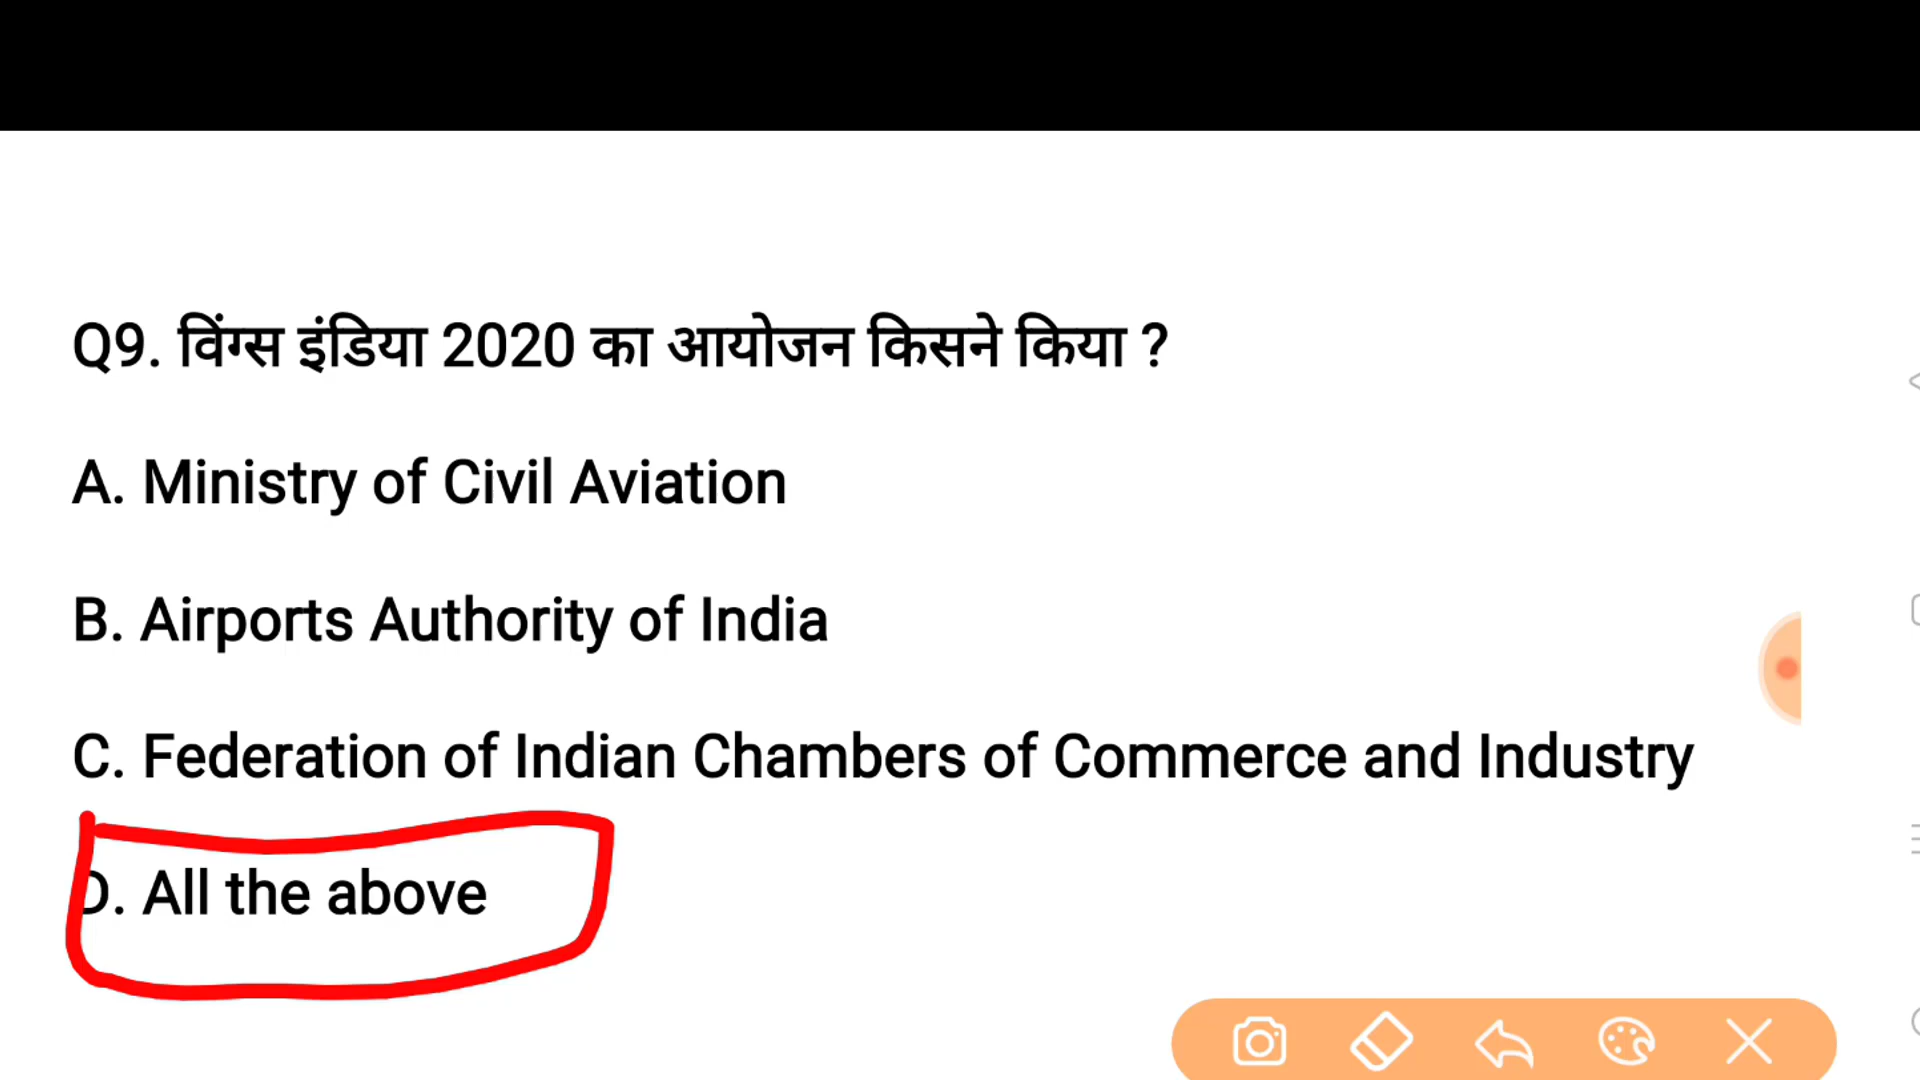 Q9. विंग्स इंडिया 2020 का आयोजन किसने किया ?
A. Ministry of Civil Aviation
B. Airports Authority of India
C. Federation of Indian Chambers of Commerce and Industry
D. All the above